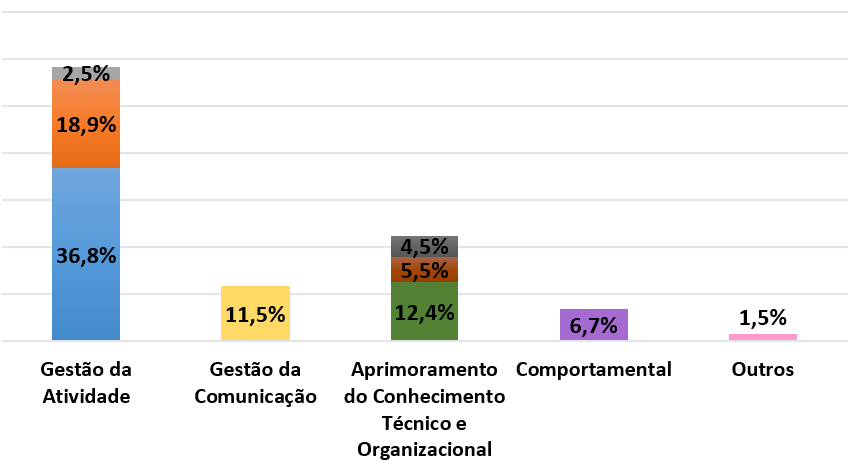 2,5%
18,9%
36,8%
11,5%
4,5%
5,5%
12,4%
6,7%
1,5%
Gestão da
Atividade
Gestão da
Comunicação
Aprimoramento
do Conhecimento
Técnico e
Organizacional
Comportamental
Outros